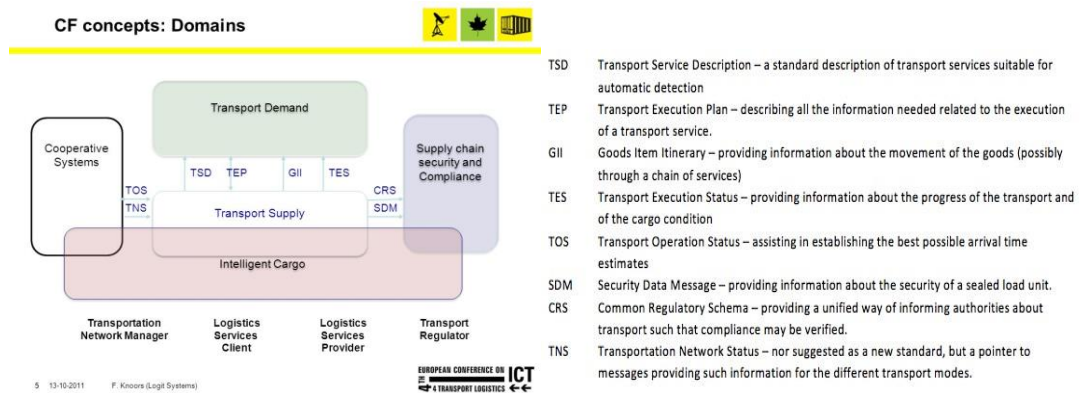 CF concepts: Domains
Transport Demand
Cooperative
Systems
Supply chain
security and
Compliance
TSD
TEP
GII
TES
TOS
TNS
CRS
SDM
Transport Supply
Intelligent Cargo
Transportation
Network Manager
Logistics
Services
Client
Logistics
Services
Provider
Transport
Regulator
5 13-10-2011 F. Knoors (Logit Systems)
EUROPEAN CONFERENCE ON ICT
4TH 4 TRANSPORT LOGISTICS
TSD Transport Service Description – a standard description of transport services suitable for
automatic detection
TEP Transport Execution Plan – describing all the information needed related to the execution
of a transport service.
GII Goods Item Itinerary – providing information about the movement of the goods (possibly
through a chain of services)
TES Transport Execution Status – providing information about the progress of the transport and
of the cargo condition
TOS Transport Operation Status – assisting in establishing the best possible arrival time
estimates
SDM Security Data Message – providing information about the security of a sealed load unit.
CRS Common Regulatory Schema – providing a unified way of informing authorities about
transport such that compliance may be verified.
TNS Transportation Network Status – nor suggested as a new standard, but a pointer to
messages providing such information for the different transport modes.